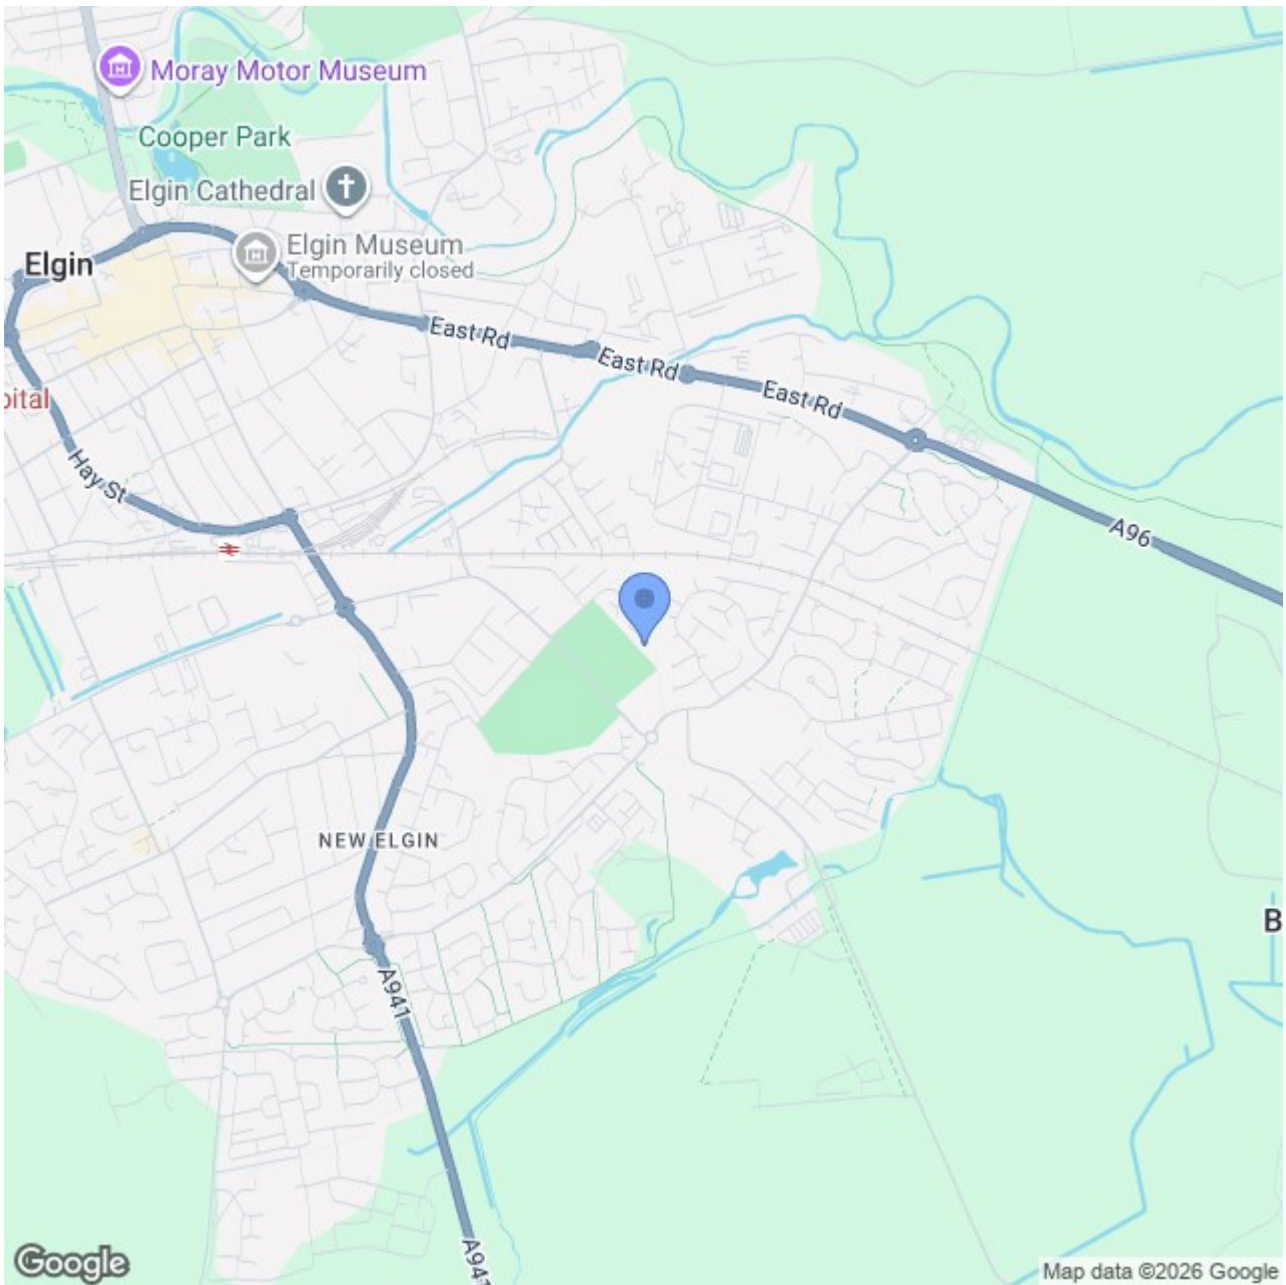 Moray Motor Museum
Cooper Park
Elgin Cathedral
Elgin Museum
Temporarily closed
Elgin
East Rd
East Rd
East Rd
pital
Hay St
A96
NEW ELGIN
B
A941
A941
Google
Map data ©2026 Google